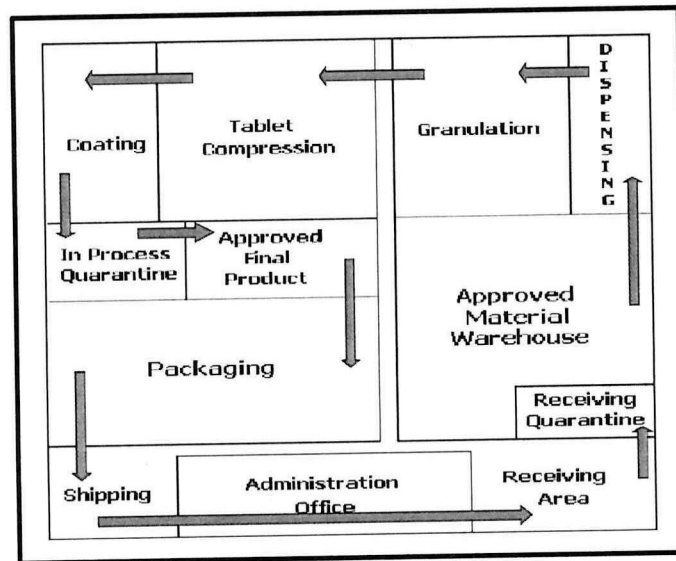 Coating
Tablet
Compression
Granulation
DISPENSING
In Process
Quarantine
Approved
Final
Product
Approved
Material
Warehouse
Packaging
Receiving
Quarantine
Shipping
Administration
Office
Receiving
Area